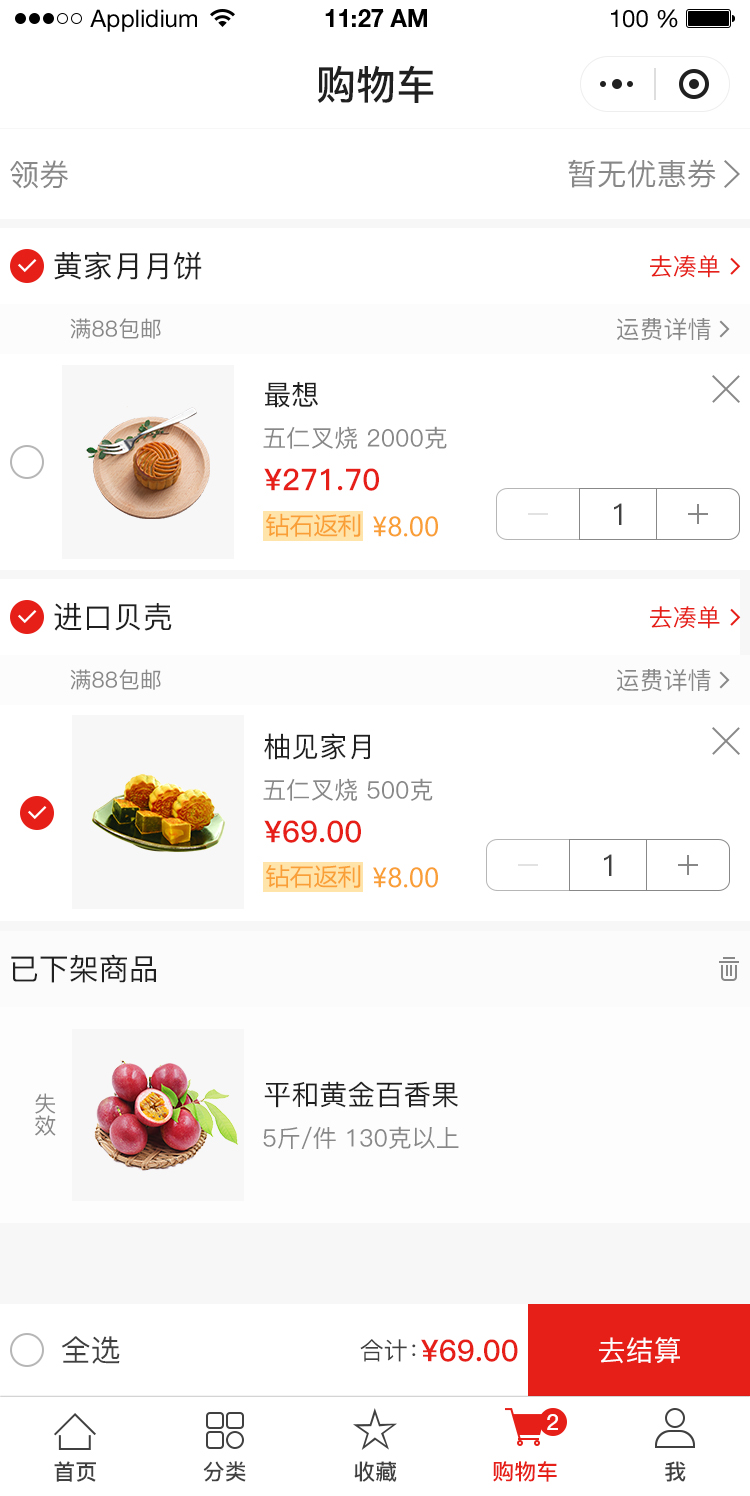 Applidium 11:27 AM 100 %
购物车
领券 暂无优惠券
黄家月月饼 去凑单
满88包邮 运费详情
最想
五仁叉烧 2000克
¥271.70
钻石返利 ¥8.00
1
进口贝壳 去凑单
满88包邮 运费详情
柚见家月
五仁叉烧 500克
¥69.00
钻石返利 ¥8.00
1
已下架商品
失效
平和黄金百香果
5斤/件 130克以上
全选 合计:¥69.00 去结算
2
首页 分类 收藏 购物车 我